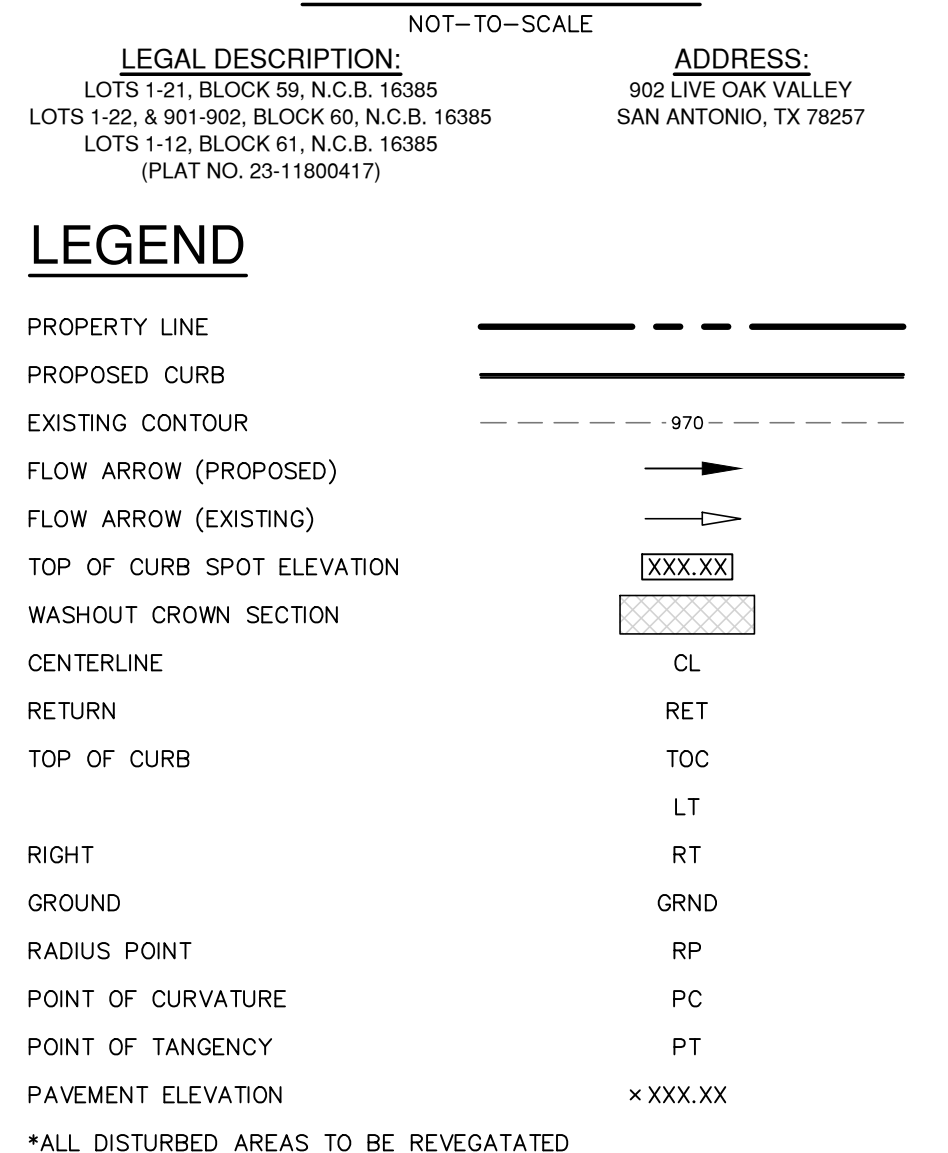 NOT-TO-SCALE
LEGAL DESCRIPTION:
LOTS 1-21, BLOCK 59, N.C.B. 16385
LOTS 1-22, & 901-902, BLOCK 60, N.C.B. 16385
LOTS 1-12, BLOCK 61, N.C.B. 16385
(PLAT NO. 23-11800417)
ADDRESS:
902 LIVE OAK VALLEY
SAN ANTONIO, TX 78257
LEGEND
PROPERTY LINE
PROPOSED CURB
EXISTING CONTOUR 970
FLOW ARROW (PROPOSED)
FLOW ARROW (EXISTING)
TOP OF CURB SPOT ELEVATION XXX.XX
WASHOUT CROWN SECTION
CENTERLINE CL
RETURN RET
TOP OF CURB TOC
LT
RIGHT RT
GROUND GRND
RADIUS POINT RP
POINT OF CURVATURE PC
POINT OF TANGENCY PT
PAVEMENT ELEVATION × XXX.XX
*ALL DISTURBED AREAS TO BE REVEGATATED